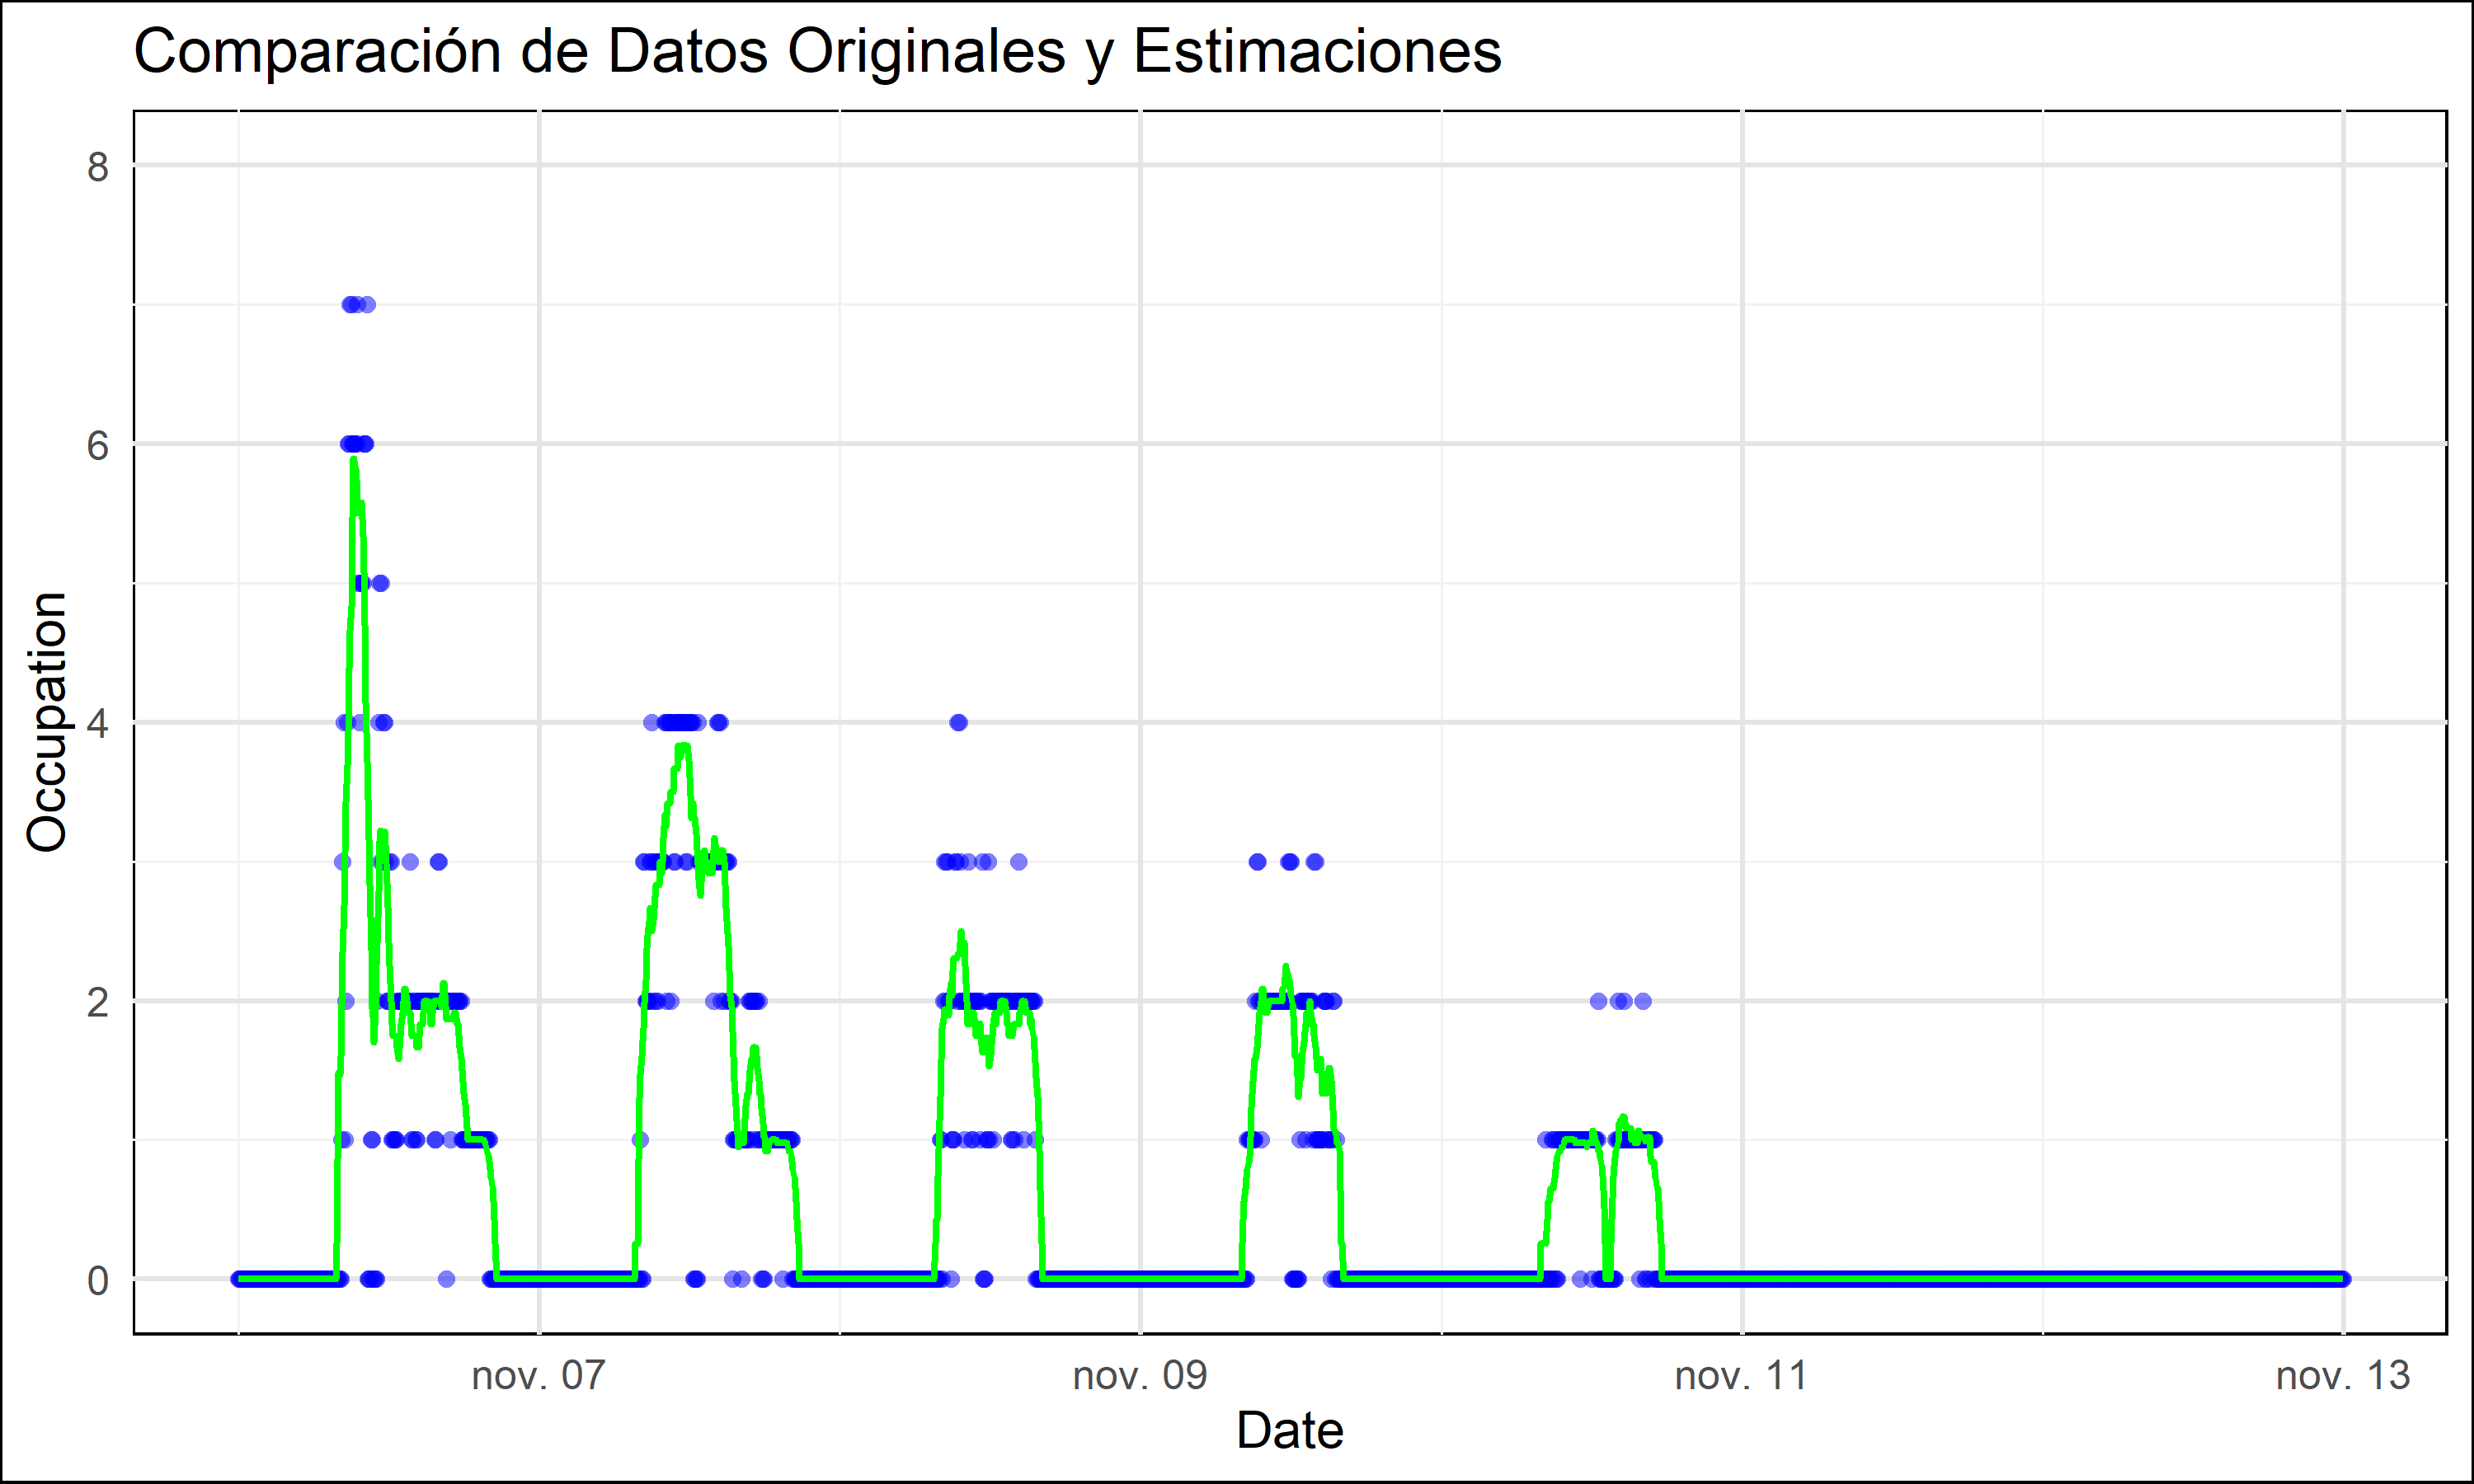 Comparación de Datos Originales y Estimaciones
Occupation
8
6
4
2
0
nov. 07
nov. 09
nov. 11
nov. 13
Date